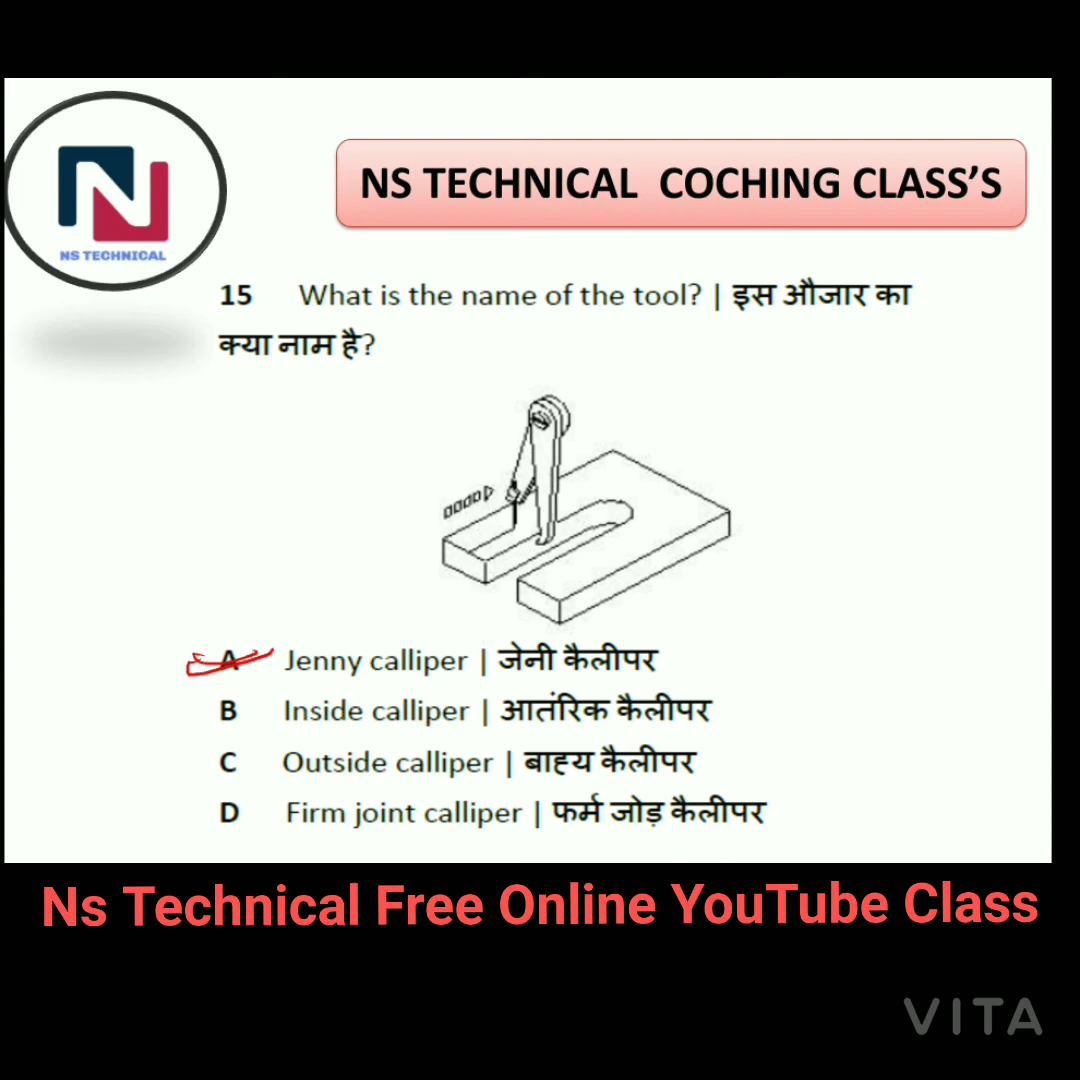 NS TECHNICAL COCHING CLASS'S
NS TECHNICAL
15 What is the name of the tool? | इस औजार का
क्या नाम है?
A Jenny calliper | जेनी कैलीपर
B Inside calliper | आतंरिक कैलीपर
C Outside calliper | बाह्य कैलीपर
D Firm joint calliper | फर्म जोड़ कैलीपर
Ns Technical Free Online YouTube Class
VITA